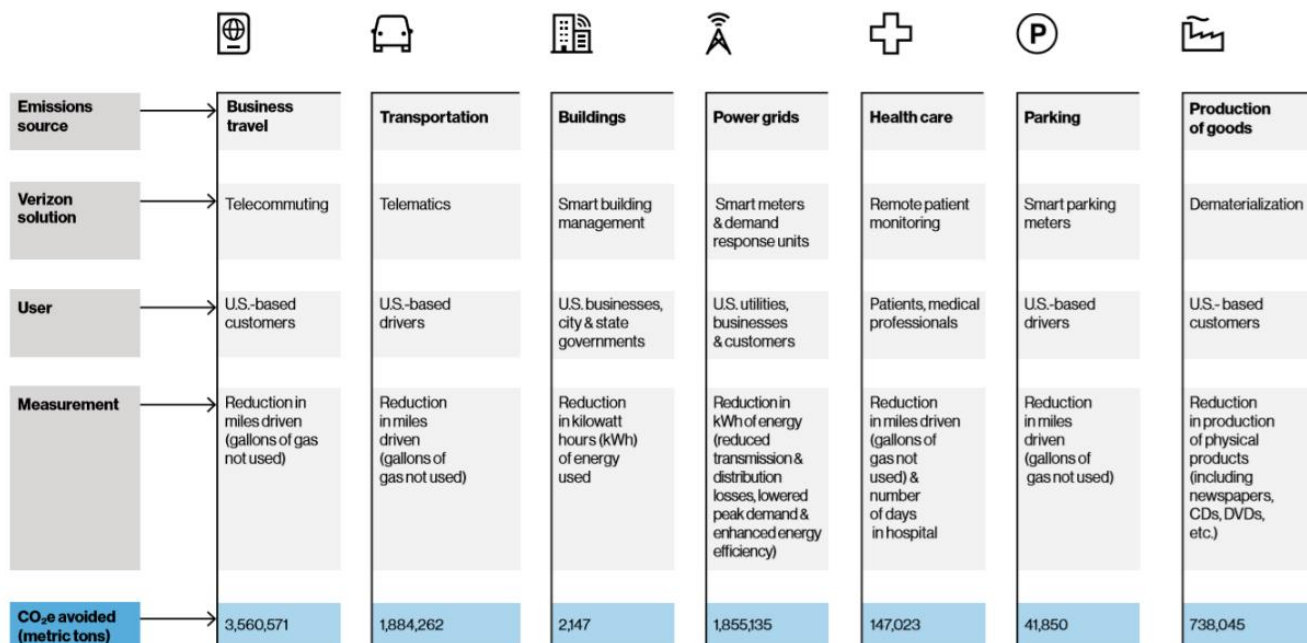 P
Emissions
source
Business
travel
Transportation
Buildings
Power grids
Health care
Parking
Production
of goods
Verizon
solution
Telecommuting
Telematics
Smart building
management
Smart meters
& demand
response units
Remote patient
monitoring
Smart parking
meters
Dematerialization
User
U.S.-based
customers
U.S.-based
drivers
U.S. businesses,
city & state
governments
U.S. utilities,
businesses
& customers
Patients, medical
professionals
U.S.-based
drivers
U.S.- based
customers
Measurement
Reduction in
miles driven
(gallons of gas
not used)
Reduction
in miles
driven
(gallons of
gas not used)
Reduction
in kilowatt
hours (kWh)
of energy
used
Reduction in
kWh of energy
(reduced
transmission &
distribution
losses, lowered
peak demand &
enhanced energy
efficiency)
Reduction
in miles driven
(gallons of
gas not
used) &
number
of days
in hospital
Reduction
in miles
driven
(gallons of
gas not used)
Reduction
in production
of physical
products
(including
newspapers,
CDs, DVDs,
etc.)
CO₂e avoided
(metric tons)
3,560,571
1,884,262
2,147
1,855,135
147,023
41,850
738,045